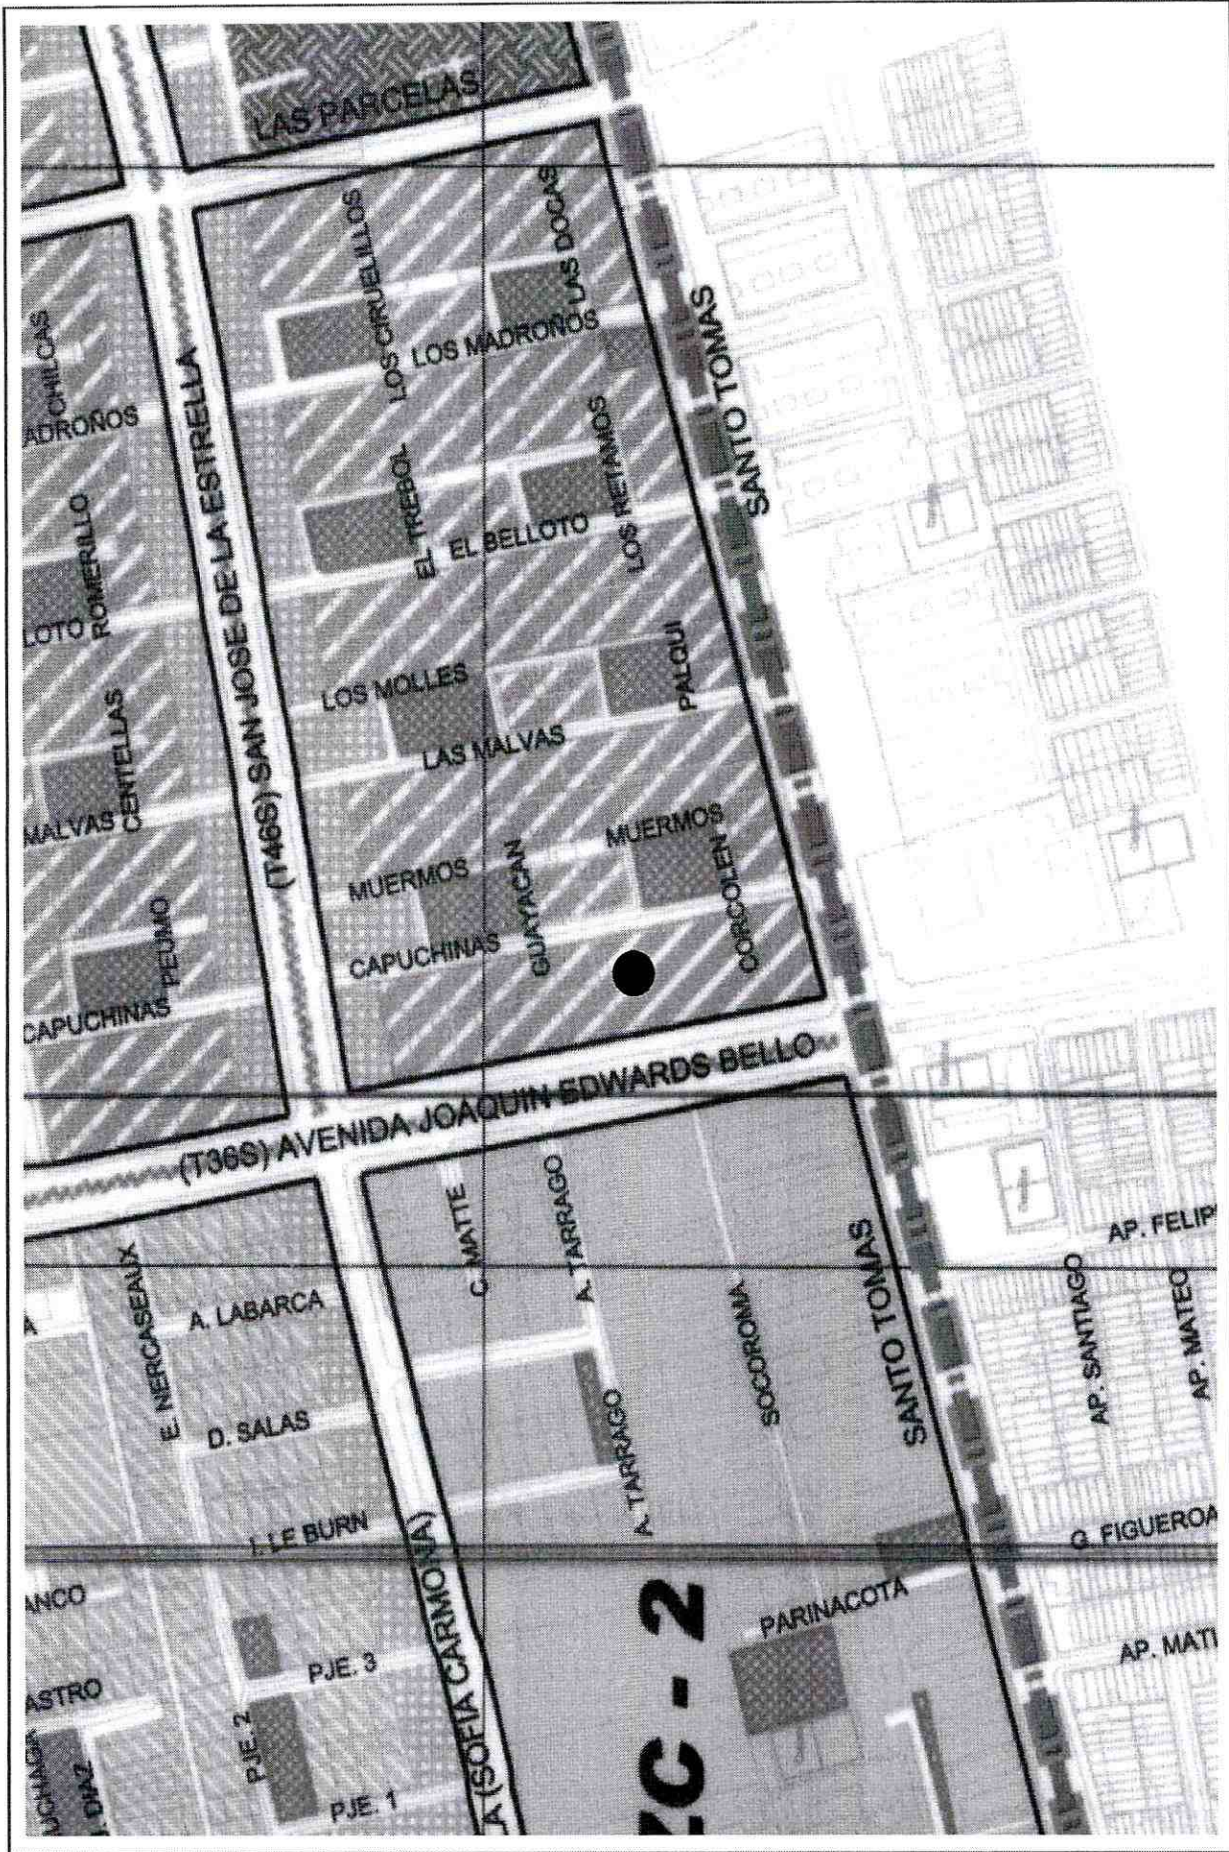 LAS PARCELAS
LAS DOCAS
LOS CIRUELILLOS
LOS MADROÑOS
SANTO TOMAS
CHILCAS
ADROÑOS
(T46S) SAN JOSE DE LA ESTRELLA
EL TREBOL
EL BELLOTO
LOS RETAMOS
ROMERILLO
LOTO
LOS MOLLES
PALQUI
LAS MALVAS
CENTELLAS
MALVAS
MUERMOS
MUERMOS
GUAYACAN
CORCOLEN
CAPUCHINAS
PEUMO
CAPUCHINAS
(T36S) AVENIDA JOAQUIN EDWARDS BELLO
C. MATTE
A. TARRAGO
AP. FELIP
E. NERCASEAUX
A. LABARCA
SOCOROMA
SANTO TOMAS
AP. SANTIAGO
AP. MATEO
D. SALAS
A. TARRAGO
I. LE BURN
G. FIGUEROA
ANCO
A (SOFIA CARMONA)
ZC - 2
PARINACOTA
AP. MATI
PJE. 3
ASTRO
PJE. 2
UCHAGA
J. DIAZ
PJE. 1